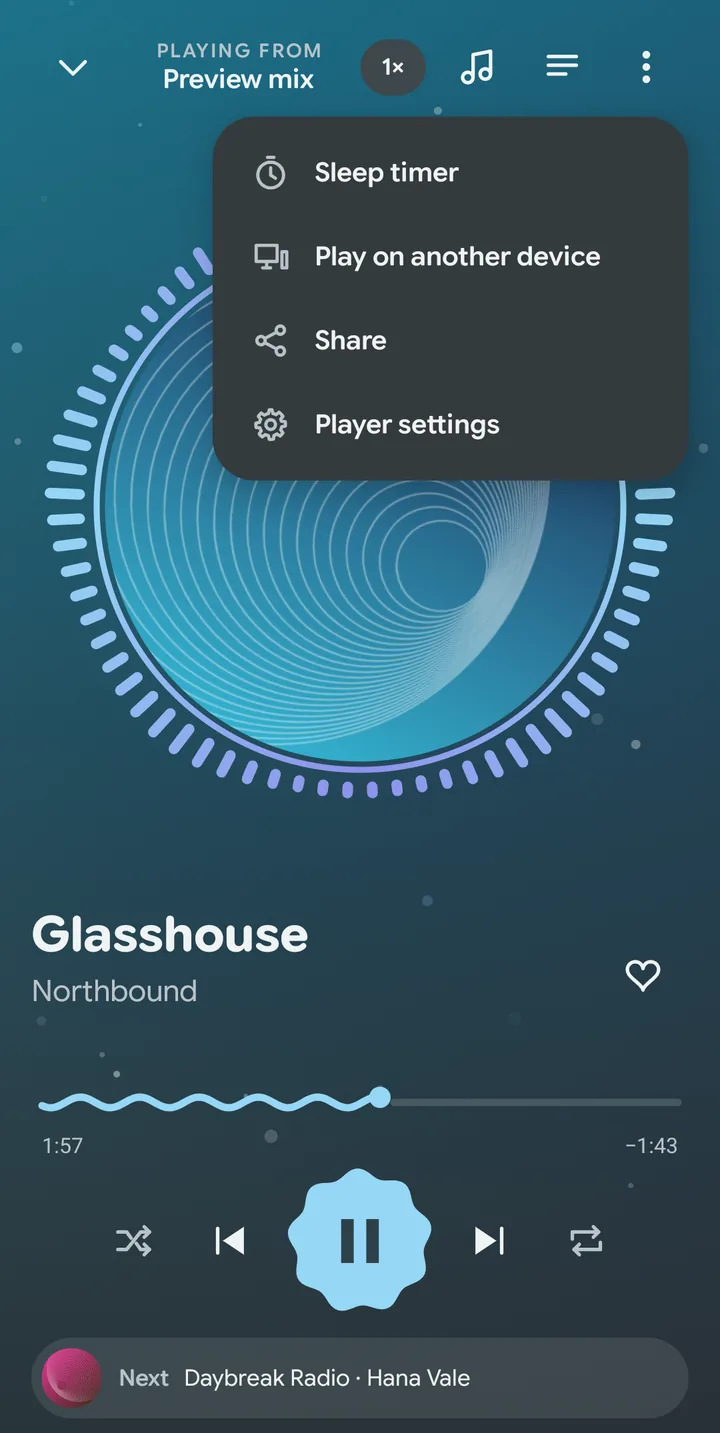 PLAYING FROM
Preview mix
1×
Sleep timer
Play on another device
Share
Player settings
Glasshouse
Northbound
1:57
−1:43
Next Daybreak Radio · Hana Vale